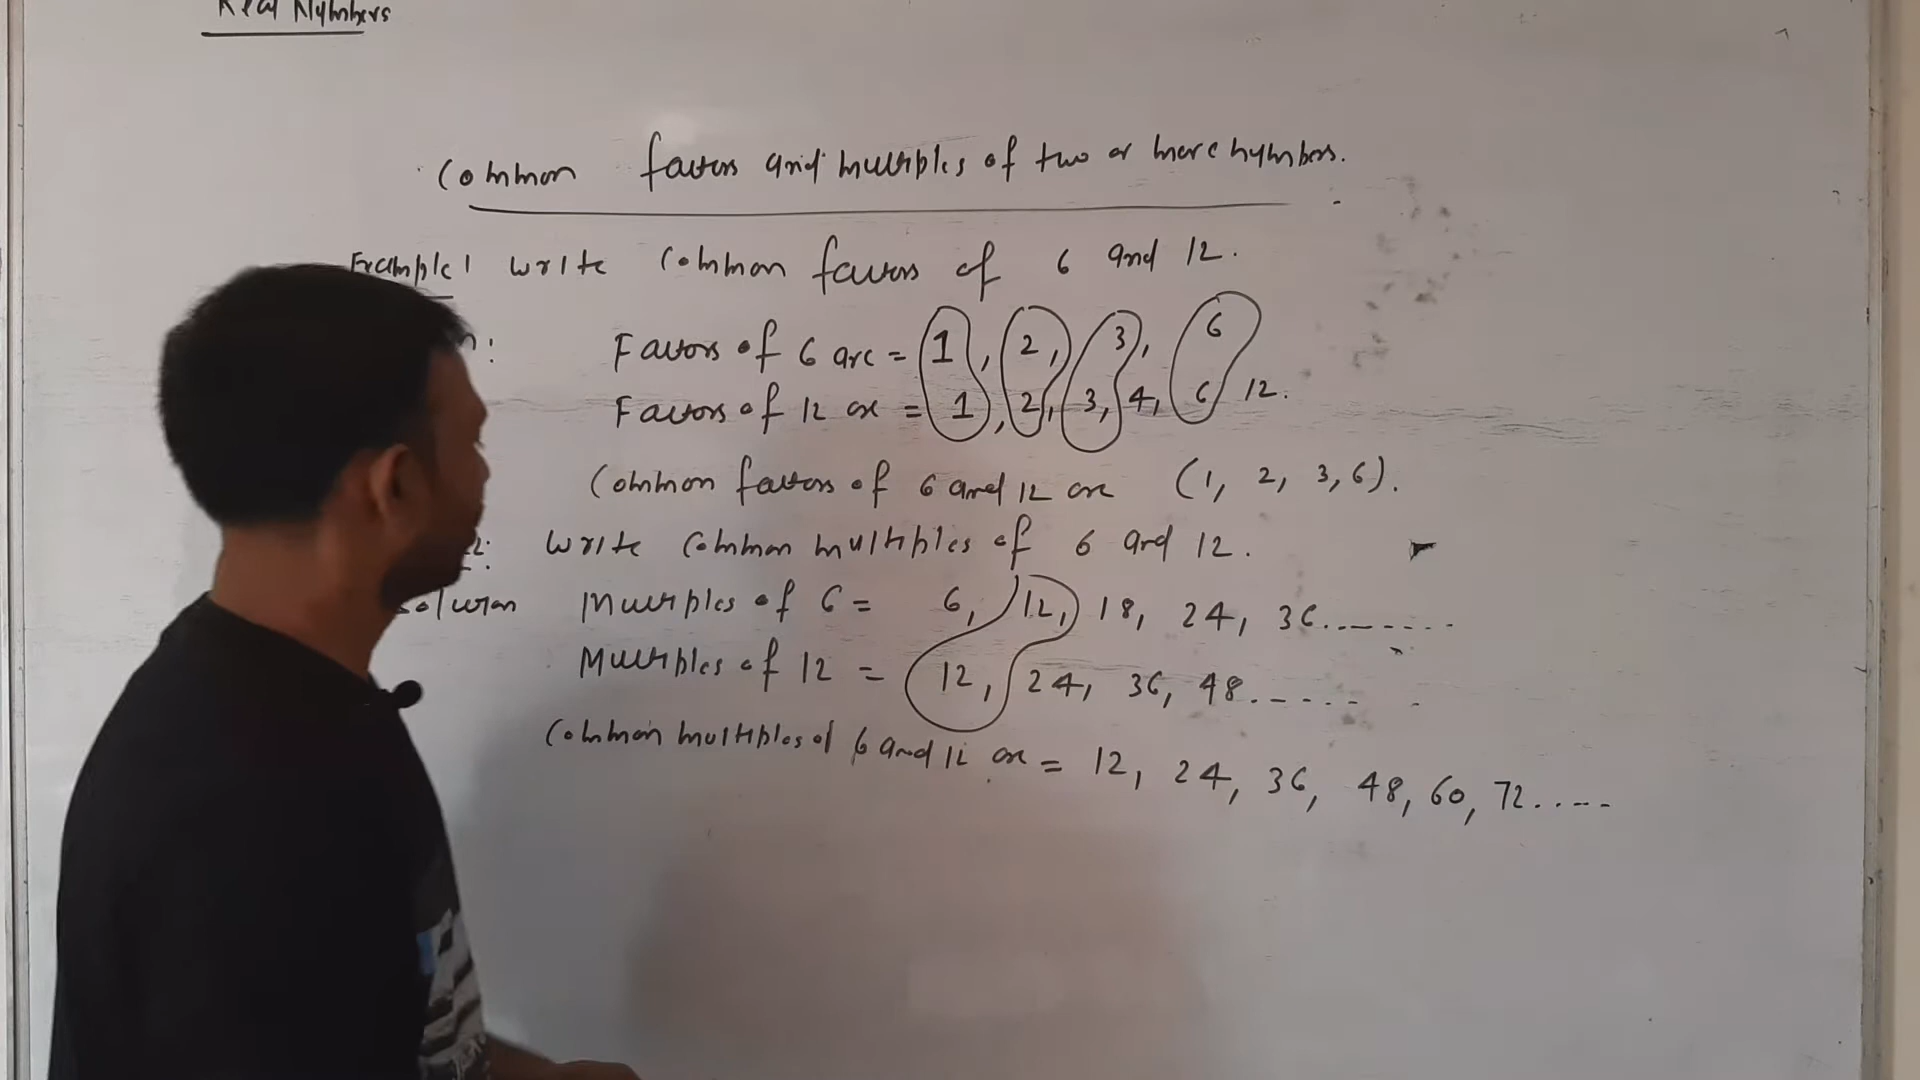 Real Numbers
Common factors and multiples of two or more numbers.
Example 1 write common factors of 6 and 12.
n: Factors of 6 are = 1, 2, 3, 6
Factors of 12 are = 1, 2, 3, 4, 6 12.
Common factors of 6 and 12 are (1, 2, 3, 6).
2: write common multiples of 6 and 12.
Solution Multiples of 6 = 6, 12, 18, 24, 36........
Multiples of 12 = 12, 24, 36, 48......
Common multiples of 6 and 12 are = 12, 24, 36, 48, 60, 72.....